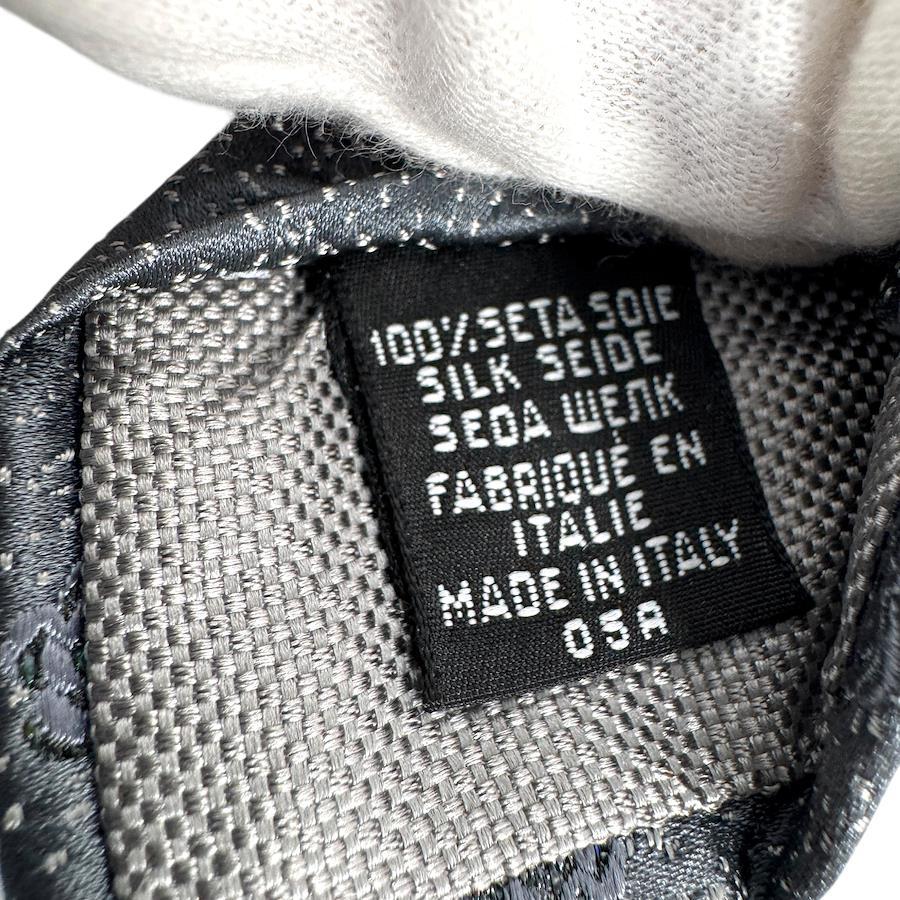 100%SETA SOIE
SILK SEIDE
SEDA ШЕЛК
FABRIQUÉ EN
ITALIE
MADE IN ITALY
05A